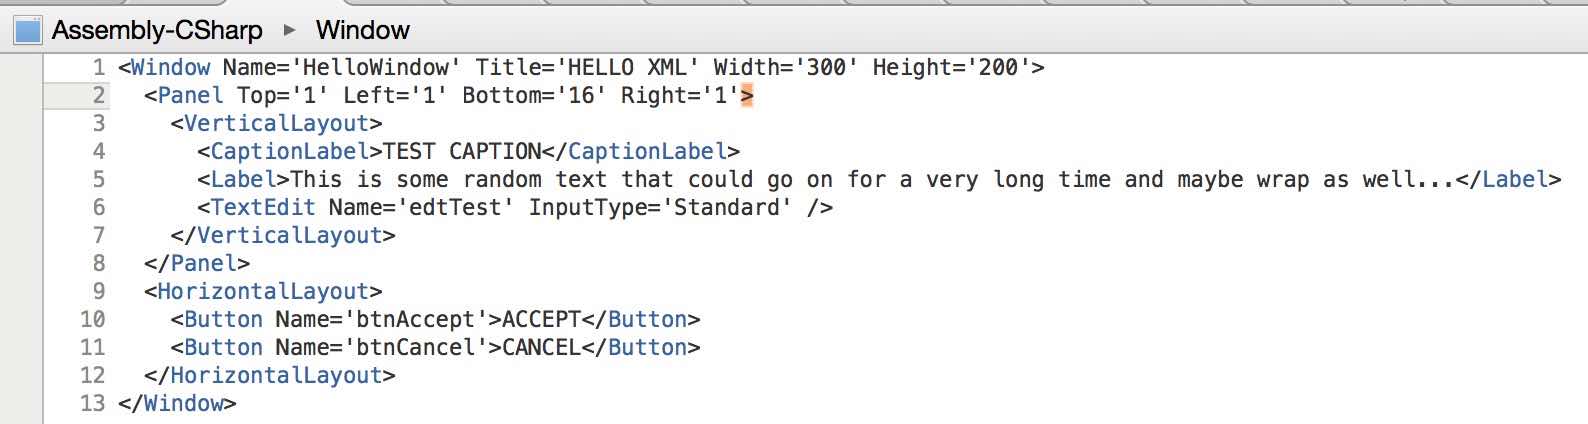 Assembly-CSharp ▸ Window
1 <Window Name='HelloWindow' Title='HELLO XML' Width='300' Height='200'>
2   <Panel Top='1' Left='1' Bottom='16' Right='1'>
3     <VerticalLayout>
4       <CaptionLabel>TEST CAPTION</CaptionLabel>
5       <Label>This is some random text that could go on for a very long time and maybe wrap as well...</Label>
6       <TextEdit Name='edtTest' InputType='Standard' />
7     </VerticalLayout>
8   </Panel>
9   <HorizontalLayout>
10     <Button Name='btnAccept'>ACCEPT</Button>
11     <Button Name='btnCancel'>CANCEL</Button>
12   </HorizontalLayout>
13 </Window>